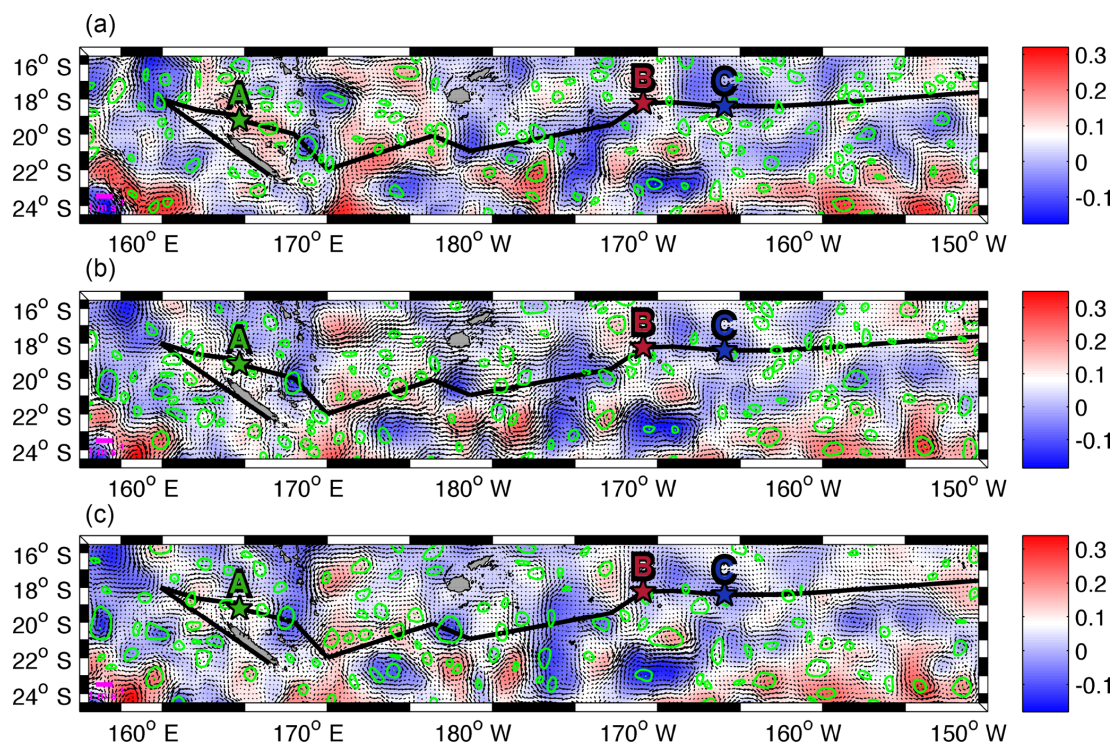 (a)
16° S
18° S
20° S
22° S
24° S
A
B
C
160° E
170° E
180° W
170° W
160° W
150° W
0.3
0.2
0.1
0
-0.1
(b)
16° S
18° S
20° S
22° S
24° S
A
B
C
160° E
170° E
180° W
170° W
160° W
150° W
0.3
0.2
0.1
0
-0.1
(c)
16° S
18° S
20° S
22° S
24° S
A
B
C
160° E
170° E
180° W
170° W
160° W
150° W
0.3
0.2
0.1
0
-0.1